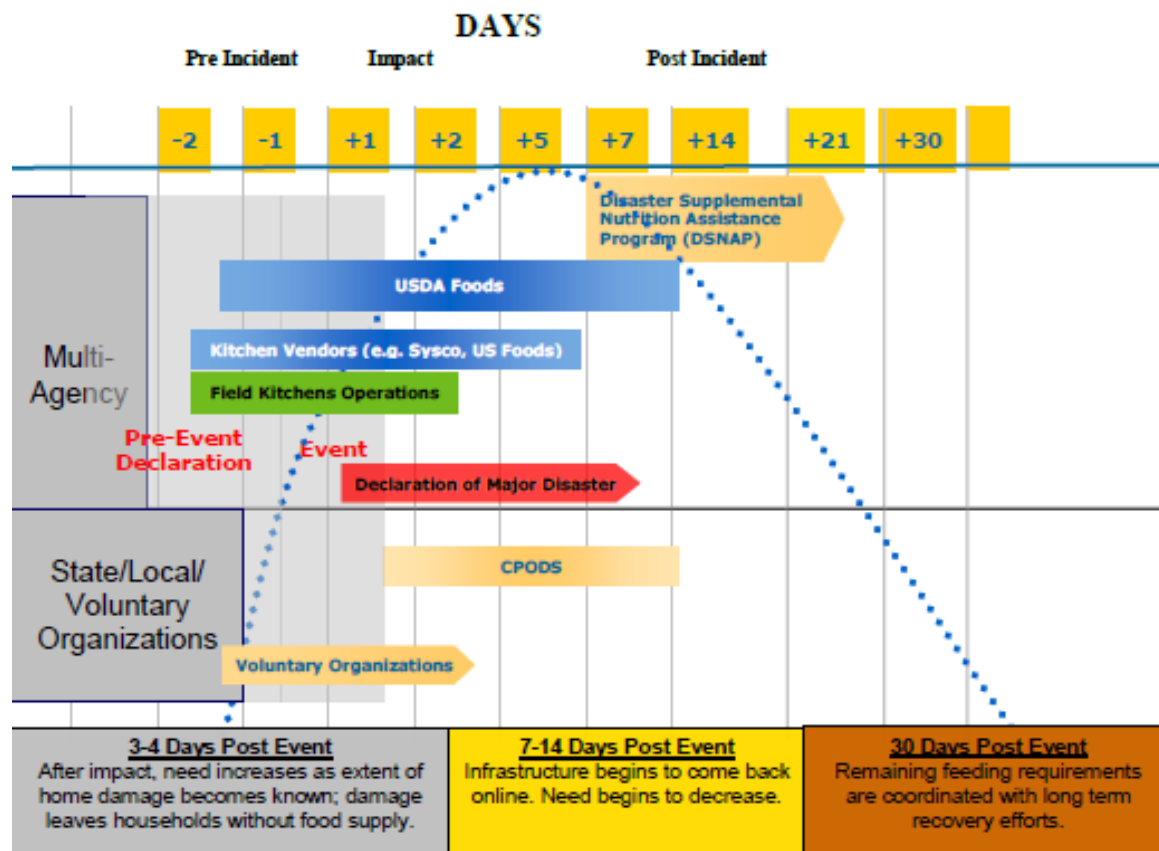 DAYS
Pre Incident Impact Post Incident
-2 -1 +1 +2 +5 +7 +14 +21 +30
Disaster Supplemental
Nutrition Assistance
Program (DSNAP)
USDA Foods
Kitchen Vendors (e.g. Sysco, US Foods)
Multi-
Agency
Field Kitchens Operations
Pre-Event
Declaration
Event
Declaration of Major Disaster
State/Local/
Voluntary
Organizations
CPODS
Voluntary Organizations
3-4 Days Post Event
After impact, need increases as extent of
home damage becomes known; damage
leaves households without food supply.
7-14 Days Post Event
Infrastructure begins to come back
online. Need begins to decrease.
30 Days Post Event
Remaining feeding requirements
are coordinated with long term
recovery efforts.